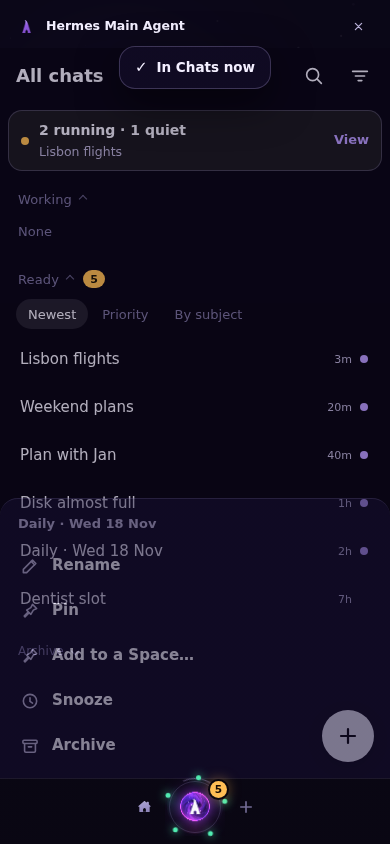 Hermes Main Agent
×
All chats
✓ In Chats now
2 running · 1 quiet
Lisbon flights
View
Working
None
Ready 5
Newest Priority By subject
Lisbon flights 3m
Weekend plans 20m
Plan with Jan 40m
Disk almost full 1h
Daily · Wed 18 Nov
Daily · Wed 18 Nov 2h
Rename
Dentist slot 7h
Pin
Archive
Add to a Space…
Snooze
Archive
5